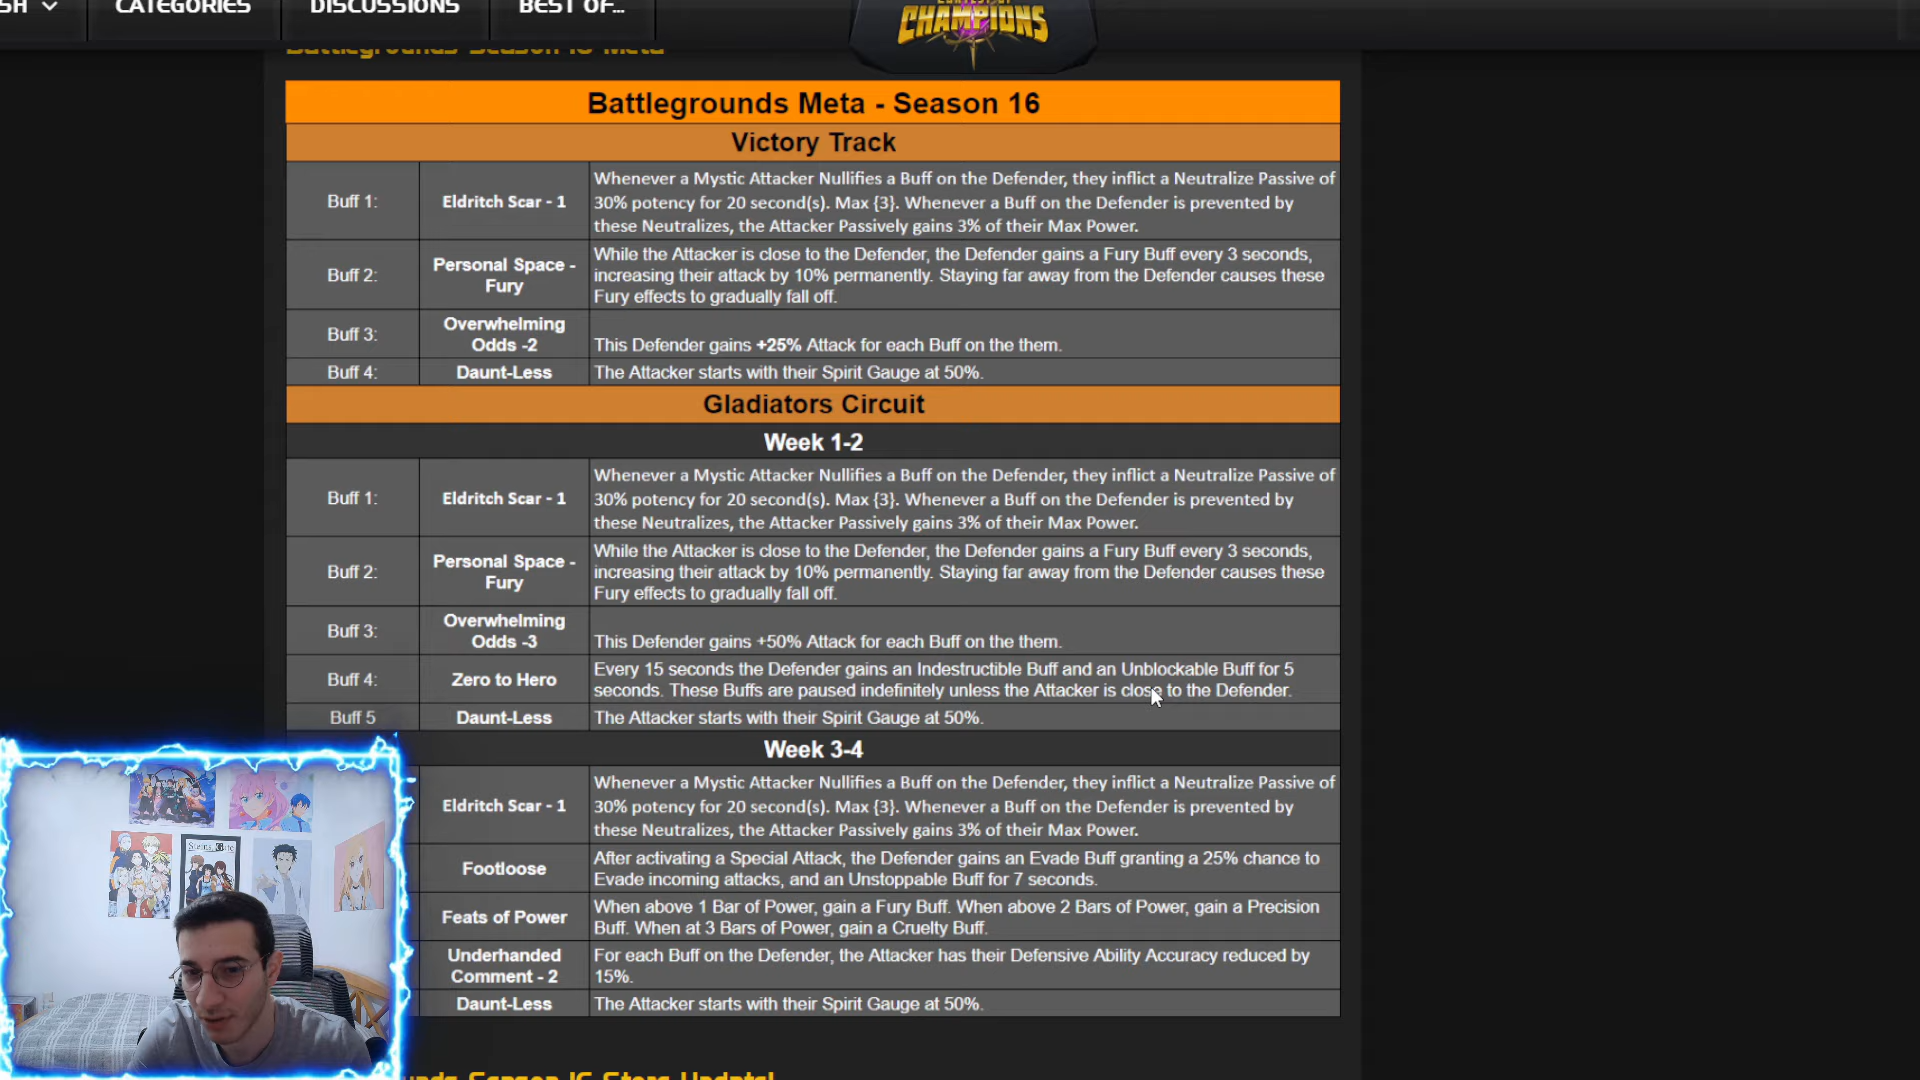 SH
CATEGORIES
DISCUSSIONS
BEST OF...
CHAMPIONS
Battlegrounds Season 16 Meta
Battlegrounds Meta - Season 16
Victory Track
Buff 1:
Eldritch Scar - 1
Whenever a Mystic Attacker Nullifies a Buff on the Defender, they inflict a Neutralize Passive of
30% potency for 20 second(s). Max {3}. Whenever a Buff on the Defender is prevented by
these Neutralizes, the Attacker Passively gains 3% of their Max Power.
Buff 2:
Personal Space -
Fury
While the Attacker is close to the Defender, the Defender gains a Fury Buff every 3 seconds,
increasing their attack by 10% permanently. Staying far away from the Defender causes these
Fury effects to gradually fall off.
Buff 3:
Overwhelming
Odds -2
This Defender gains +25% Attack for each Buff on the them.
Buff 4:
Daunt-Less
The Attacker starts with their Spirit Gauge at 50%.
Gladiators Circuit
Week 1-2
Buff 1:
Eldritch Scar - 1
Whenever a Mystic Attacker Nullifies a Buff on the Defender, they inflict a Neutralize Passive of
30% potency for 20 second(s). Max {3}. Whenever a Buff on the Defender is prevented by
these Neutralizes, the Attacker Passively gains 3% of their Max Power.
Buff 2:
Personal Space -
Fury
While the Attacker is close to the Defender, the Defender gains a Fury Buff every 3 seconds,
increasing their attack by 10% permanently. Staying far away from the Defender causes these
Fury effects to gradually fall off.
Buff 3:
Overwhelming
Odds -3
This Defender gains +50% Attack for each Buff on the them.
Buff 4:
Zero to Hero
Every 15 seconds the Defender gains an Indestructible Buff and an Unblockable Buff for 5
seconds. These Buffs are paused indefinitely unless the Attacker is close to the Defender.
Buff 5
Daunt-Less
The Attacker starts with their Spirit Gauge at 50%.
Week 3-4
Eldritch Scar - 1
Whenever a Mystic Attacker Nullifies a Buff on the Defender, they inflict a Neutralize Passive of
30% potency for 20 second(s). Max {3}. Whenever a Buff on the Defender is prevented by
these Neutralizes, the Attacker Passively gains 3% of their Max Power.
Footloose
After activating a Special Attack, the Defender gains an Evade Buff granting a 25% chance to
Evade incoming attacks, and an Unstoppable Buff for 7 seconds.
Feats of Power
When above 1 Bar of Power, gain a Fury Buff. When above 2 Bars of Power, gain a Precision
Buff. When at 3 Bars of Power, gain a Cruelty Buff.
Underhanded
Comment - 2
For each Buff on the Defender, the Attacker has their Defensive Ability Accuracy reduced by
15%.
Daunt-Less
The Attacker starts with their Spirit Gauge at 50%.
unds Season 16 Store Update!